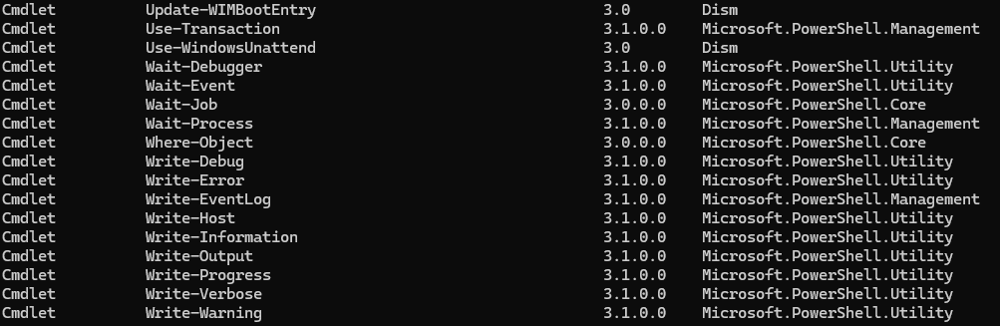 Cmdlet Update-WIMBootEntry 3.0 Dism
Cmdlet Use-Transaction 3.1.0.0 Microsoft.PowerShell.Management
Cmdlet Use-WindowsUnattend 3.0 Dism
Cmdlet Wait-Debugger 3.1.0.0 Microsoft.PowerShell.Utility
Cmdlet Wait-Event 3.1.0.0 Microsoft.PowerShell.Utility
Cmdlet Wait-Job 3.0.0.0 Microsoft.PowerShell.Core
Cmdlet Wait-Process 3.1.0.0 Microsoft.PowerShell.Management
Cmdlet Where-Object 3.0.0.0 Microsoft.PowerShell.Core
Cmdlet Write-Debug 3.1.0.0 Microsoft.PowerShell.Utility
Cmdlet Write-Error 3.1.0.0 Microsoft.PowerShell.Utility
Cmdlet Write-EventLog 3.1.0.0 Microsoft.PowerShell.Management
Cmdlet Write-Host 3.1.0.0 Microsoft.PowerShell.Utility
Cmdlet Write-Information 3.1.0.0 Microsoft.PowerShell.Utility
Cmdlet Write-Output 3.1.0.0 Microsoft.PowerShell.Utility
Cmdlet Write-Progress 3.1.0.0 Microsoft.PowerShell.Utility
Cmdlet Write-Verbose 3.1.0.0 Microsoft.PowerShell.Utility
Cmdlet Write-Warning 3.1.0.0 Microsoft.PowerShell.Utility